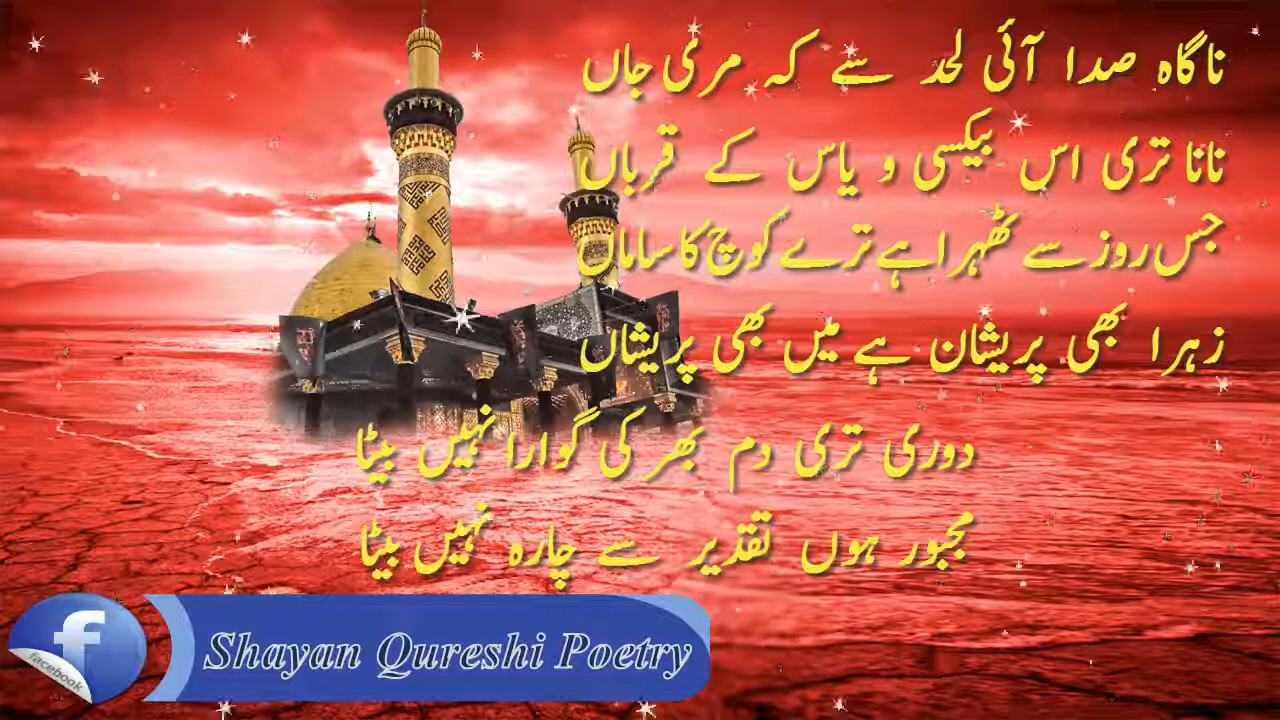 ناگاہ صدا آئی لحد سے کہ مری جاں
نانا تری اس بیکسی و یاس کے قرباں
جس روز سے ٹھہرا ہے ترے کوچ کا ساماں
زہرا بھی پریشان ہے میں بھی پریشاں
دوری تری دم بھر کی گوارا نہیں بیٹا
مجبور ہوں تقدیر سے چارہ نہیں بیٹا
f
facebook
Shayan Qureshi Poetry